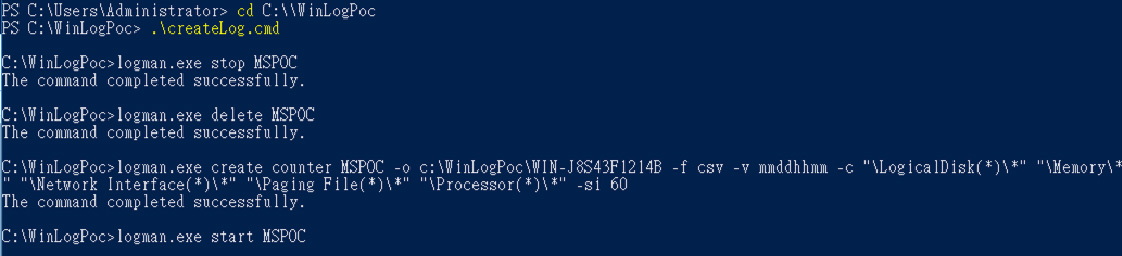 PS C:\Users\Administrator> cd C:\\WinLogPoc
PS C:\WinLogPoc> .\createLog.cmd
C:\WinLogPoc>logman.exe stop MSPOC
The command completed successfully.
C:\WinLogPoc>logman.exe delete MSPOC
The command completed successfully.
C:\WinLogPoc>logman.exe create counter MSPOC -o c:\WinLogPoc\WIN-J8S43F1214B -f csv -v mmddhhmm -c "\LogicalDisk(*)\*" "\Memory\*
" "\Network Interface(*)\*" "\Paging File(*)\*" "\Processor(*)\*" -si 60
The command completed successfully.
C:\WinLogPoc>logman.exe start MSPOC